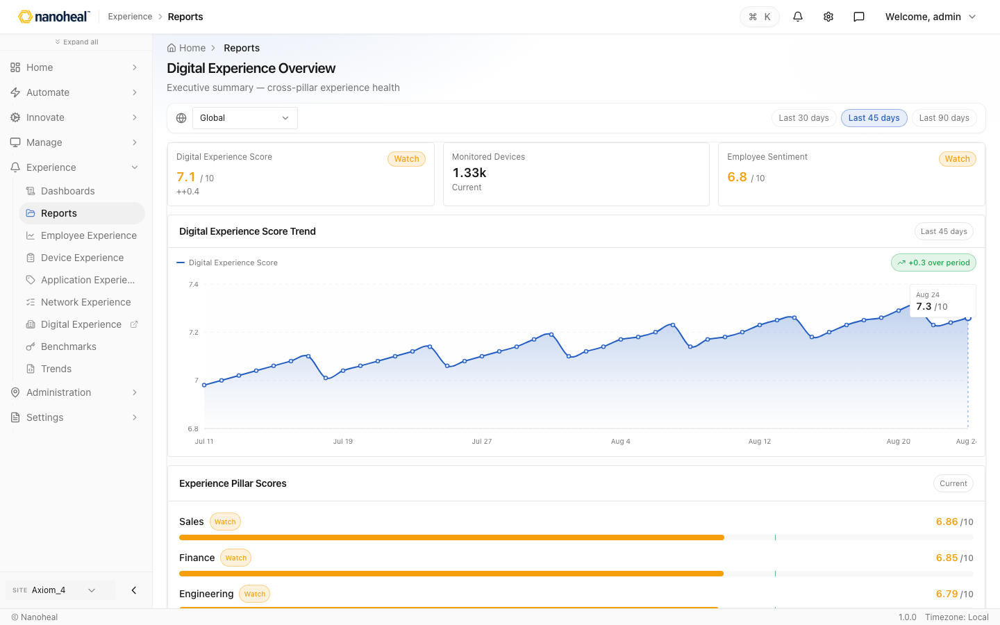 nanoheal™
Experience > Reports
⌘ K
Welcome, admin
Expand all
Home
Automate
Innovate
Manage
Experience
Dashboards
Reports
Employee Experience
Device Experience
Application Experie...
Network Experience
Digital Experience
Benchmarks
Trends
Administration
Settings
SITE Axiom_4
Home > Reports
Digital Experience Overview
Executive summary — cross-pillar experience health
Global
Last 30 days
Last 45 days
Last 90 days
Digital Experience Score
Watch
7.1 / 10
++0.4
Monitored Devices
1.33k
Current
Employee Sentiment
Watch
6.8 / 10
Digital Experience Score Trend
Last 45 days
Digital Experience Score
+0.3 over period
7.4
7.2
7
6.8
Aug 24
7.3 /10
Jul 11
Jul 19
Jul 27
Aug 4
Aug 12
Aug 20
Aug 2
Experience Pillar Scores
Current
Sales Watch 6.86 /10
Finance Watch 6.85 /10
Engineering Watch 6.79 /10
© Nanoheal
1.0.0 Timezone: Local